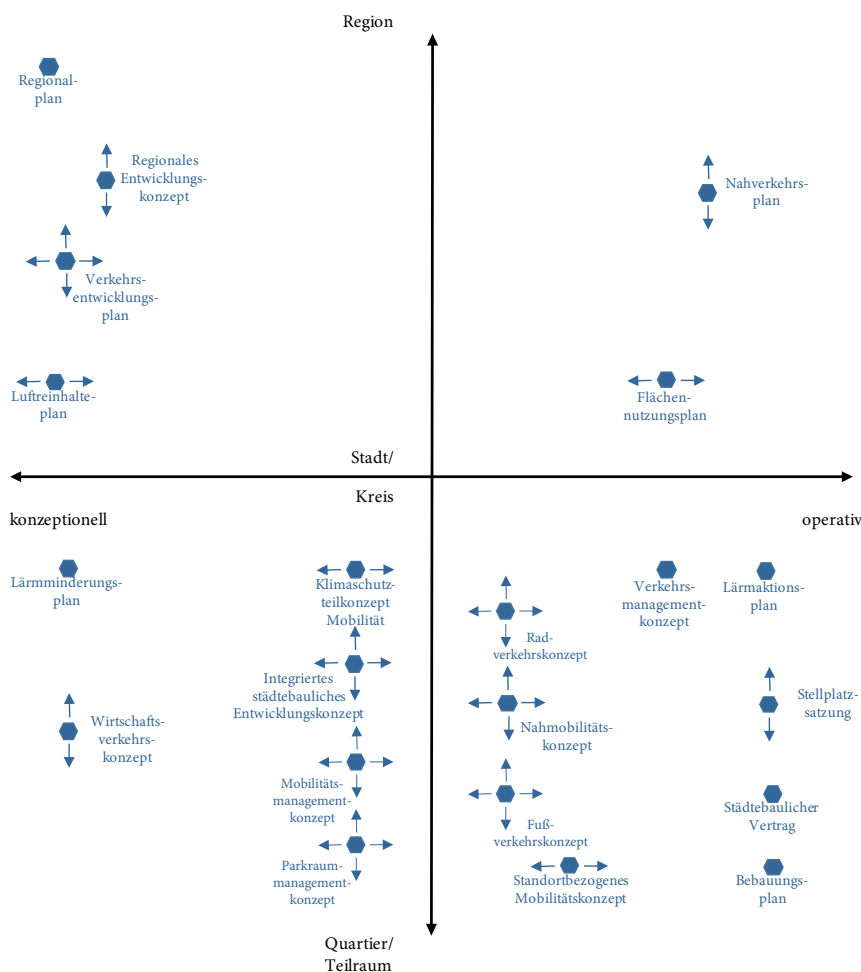 Region
Regional-
plan
Regionales
Entwicklungs-
konzept
Nahverkehrs-
plan
Verkehrs-
entwicklungs-
plan
Luftreinhalte-
plan
Flächen-
nutzungsplan
Stadt/
Kreis
konzeptionell
operativ
Lärmminderungs-
plan
Klimaschutz-
teilkonzept
Mobilität
Verkehrs-
management-
konzept
Lärmaktions-
plan
Rad-
verkehrskonzept
Integriertes
städtebauliches
Entwicklungskonzept
Stellplatz-
satzung
Wirtschafts-
verkehrs-
konzept
Nahmobilitäts-
konzept
Mobilitäts-
management-
konzept
Städtebaulicher
Vertrag
Fuß-
verkehrskonzept
Parkraum-
management-
konzept
Standortbezogenes
Mobilitätskonzept
Bebauungs-
plan
Quartier/
Teilraum